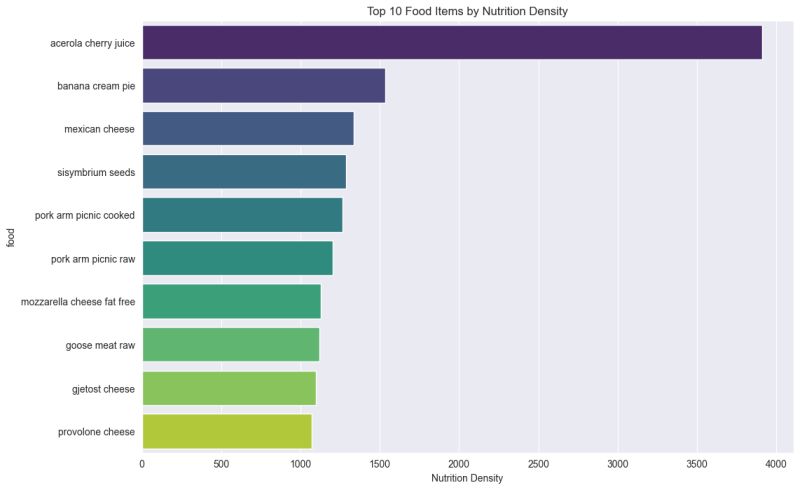 Top 10 Food Items by Nutrition Density
acerola cherry juice
banana cream pie
mexican cheese
sisymbrium seeds
pork arm picnic cooked
pork arm picnic raw
mozzarella cheese fat free
goose meat raw
gjetost cheese
provolone cheese
food
0 500 1000 1500 2000 2500 3000 3500 4000
Nutrition Density